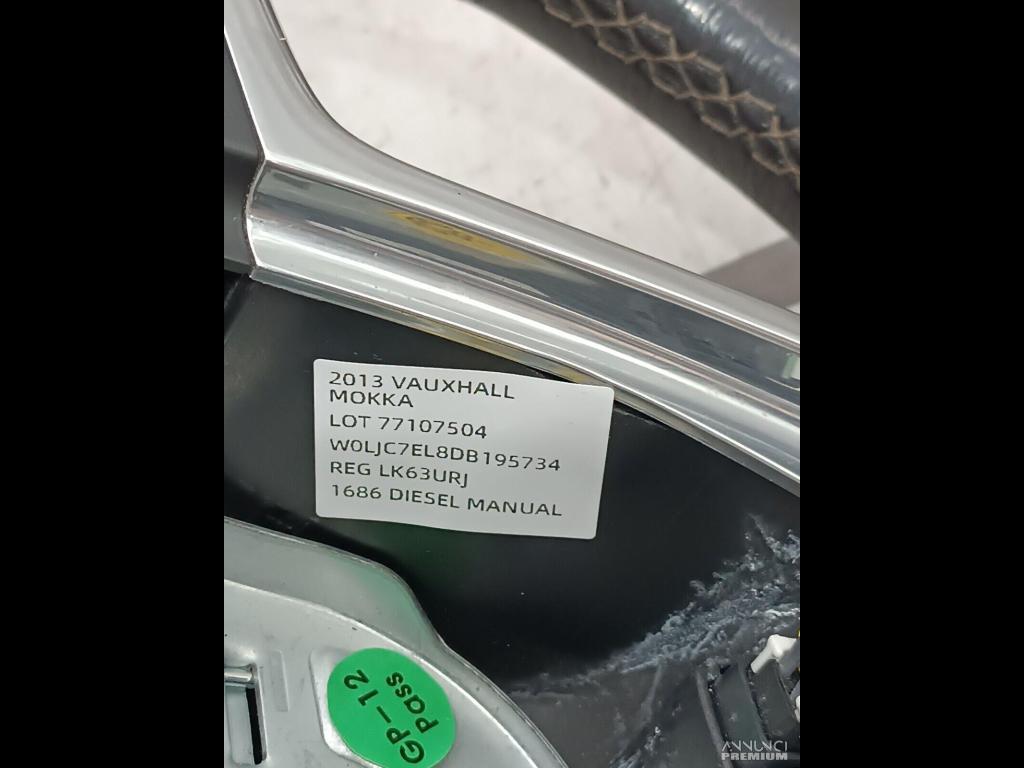 2013 VAUXHALL
MOKKA
LOT 77107504
W0LJC7EL8DB195734
REG LK63URJ
1686 DIESEL MANUAL
GP-12
Pass
ANNUNCI
PREMIUM